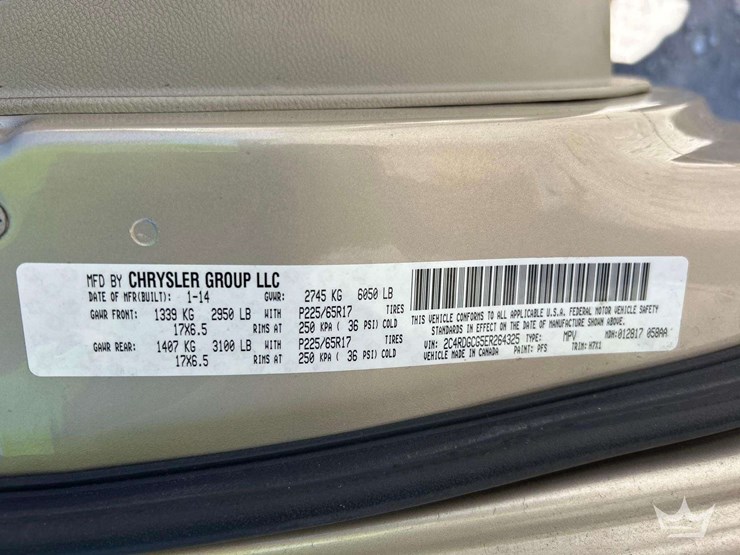 MFD BY CHRYSLER GROUP LLC
DATE OF MFR(BUILT): 1-14 GVWR: 2745 KG 6050 LB
GAWR FRONT: 1339 KG 2950 LB WITH P225/65R17 TIRES
17X6.5 RIMS AT 250 KPA ( 36 PSI) COLD
GAWR REAR: 1407 KG 3100 LB WITH P225/65R17 TIRES
17X6.5 RIMS AT 250 KPA ( 36 PSI) COLD
THIS VEHICLE CONFORMS TO ALL APPLICABLE U.S.A. FEDERAL MOTOR VEHICLE SAFETY
STANDARDS IN EFFECT ON THE DATE OF MANUFACTURE SHOWN ABOVE.
VIN: 2C4RDGCG5ER264325 TYPE: MPV MDH:012817 058AA
VEHICLE MADE IN CANADA PAINT: PFS TRIM: H7X1